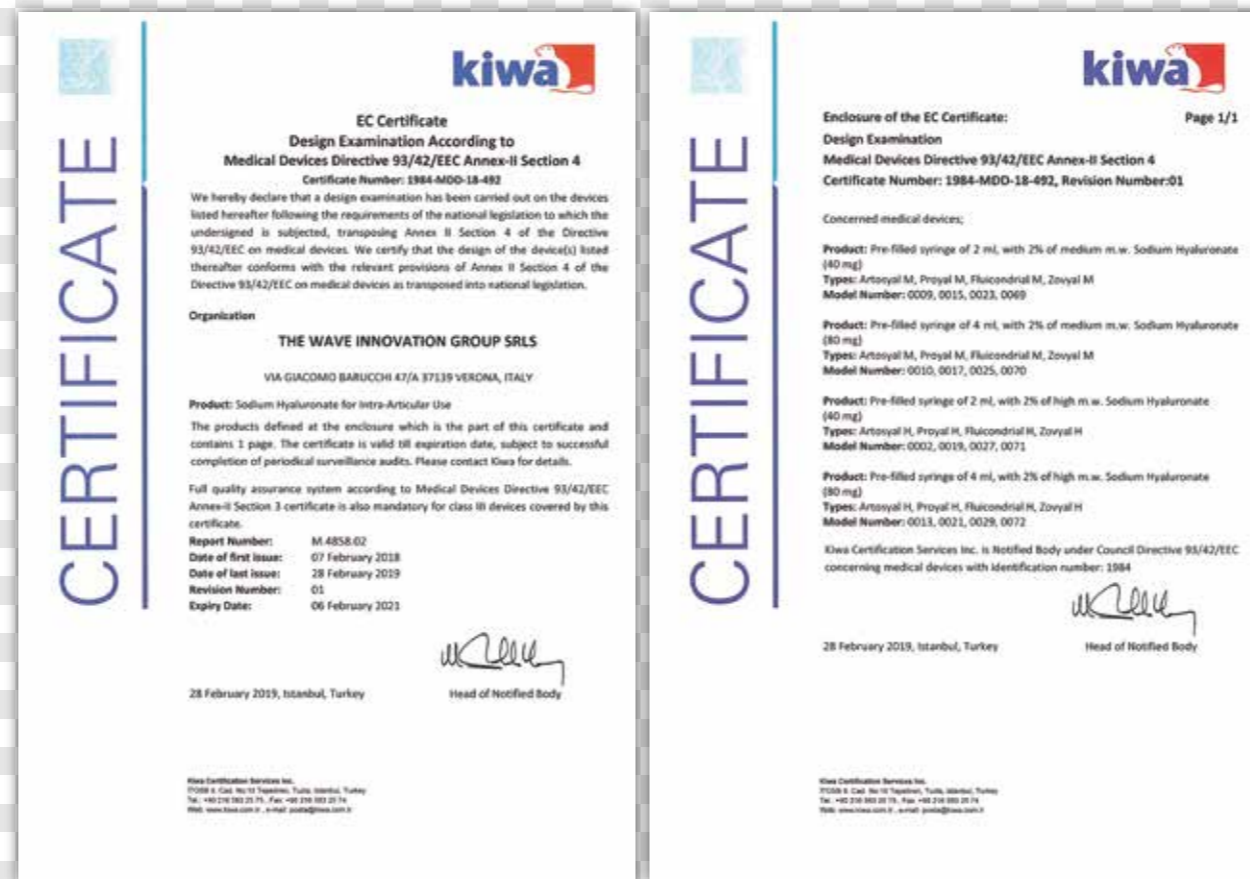 CERTIFICATE
kiwa
EC Certificate
Design Examination According to
Medical Devices Directive 93/42/EEC Annex-II Section 4
Certificate Number: 1984-MDD-18-492
We hereby declare that a design examination has been carried out on the devices
listed hereafter following the requirements of the national legislation to which the
undersigned is subjected, transposing Annex II Section 4 of the Directive
93/42/EEC on medical devices. We certify that the design of the device(s) listed
thereafter conforms with the relevant provisions of Annex II Section 4 of the
Directive 93/42/EEC on medical devices as transposed into national legislation.
Organization
THE WAVE INNOVATION GROUP SRLS
VIA GIACOMO BARUCCHI 47/A 37139 VERONA, ITALY
Product: Sodium Hyaluronate for Intra-Articular Use
The products defined at the enclosure which is the part of this certificate and
contains 1 page. The certificate is valid till expiration date, subject to successful
completion of periodical surveillance audits. Please contact Kiwa for details.
Full quality assurance system according to Medical Devices Directive 93/42/EEC
Annex-II Section 3 certificate is also mandatory for class III devices covered by this
certificate.
Report Number: M.4858.02
Date of first issue: 07 February 2018
Date of last issue: 28 February 2019
Revision Number: 01
Expiry Date: 06 February 2021
28 February 2019, Istanbul, Turkey Head of Notified Body
Kiwa Certification Services Inc.
Tepeören, Tuzla, Istanbul, Turkey
CERTIFICATE
kiwa
Enclosure of the EC Certificate: Page 1/1
Design Examination
Medical Devices Directive 93/42/EEC Annex-II Section 4
Certificate Number: 1984-MDD-18-492, Revision Number:01
Concerned medical devices;
Product: Pre-filled syringe of 2 ml, with 2% of medium m.w. Sodium Hyaluronate
(40 mg)
Types: Artosyal M, Proyal M, Fluicondrial M, Zovyal M
Model Number: 0009, 0015, 0023, 0069
Product: Pre-filled syringe of 4 ml, with 2% of medium m.w. Sodium Hyaluronate
(80 mg)
Types: Artosyal M, Proyal M, Fluicondrial M, Zovyal M
Model Number: 0010, 0017, 0025, 0070
Product: Pre-filled syringe of 2 ml, with 2% of high m.w. Sodium Hyaluronate
(40 mg)
Types: Artosyal H, Proyal H, Fluicondrial H, Zovyal H
Model Number: 0002, 0019, 0027, 0071
Product: Pre-filled syringe of 4 ml, with 2% of high m.w. Sodium Hyaluronate
(80 mg)
Types: Artosyal H, Proyal H, Fluicondrial H, Zovyal H
Model Number: 0013, 0021, 0029, 0072
Kiwa Certification Services Inc. is Notified Body under Council Directive 93/42/EEC
concerning medical devices with identification number: 1984
28 February 2019, Istanbul, Turkey Head of Notified Body
Kiwa Certification Services Inc.
Tepeören, Tuzla, Istanbul, Turkey